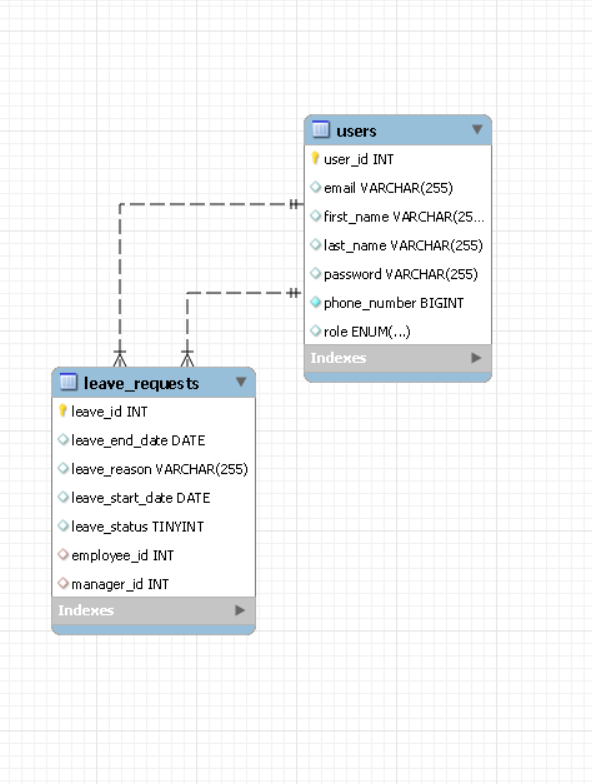 users
user_id INT
email VARCHAR(255)
first_name VARCHAR(25...
last_name VARCHAR(255)
password VARCHAR(255)
phone_number BIGINT
role ENUM(...)
Indexes
leave_requests
leave_id INT
leave_end_date DATE
leave_reason VARCHAR(255)
leave_start_date DATE
leave_status TINYINT
employee_id INT
manager_id INT
Indexes